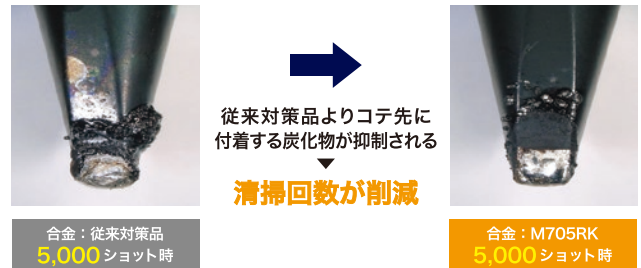 従来対策品よりコテ先に
付着する炭化物が抑制される
清掃回数が削減
合金：従来対策品
5,000ショット時
合金：M705RK
5,000ショット時